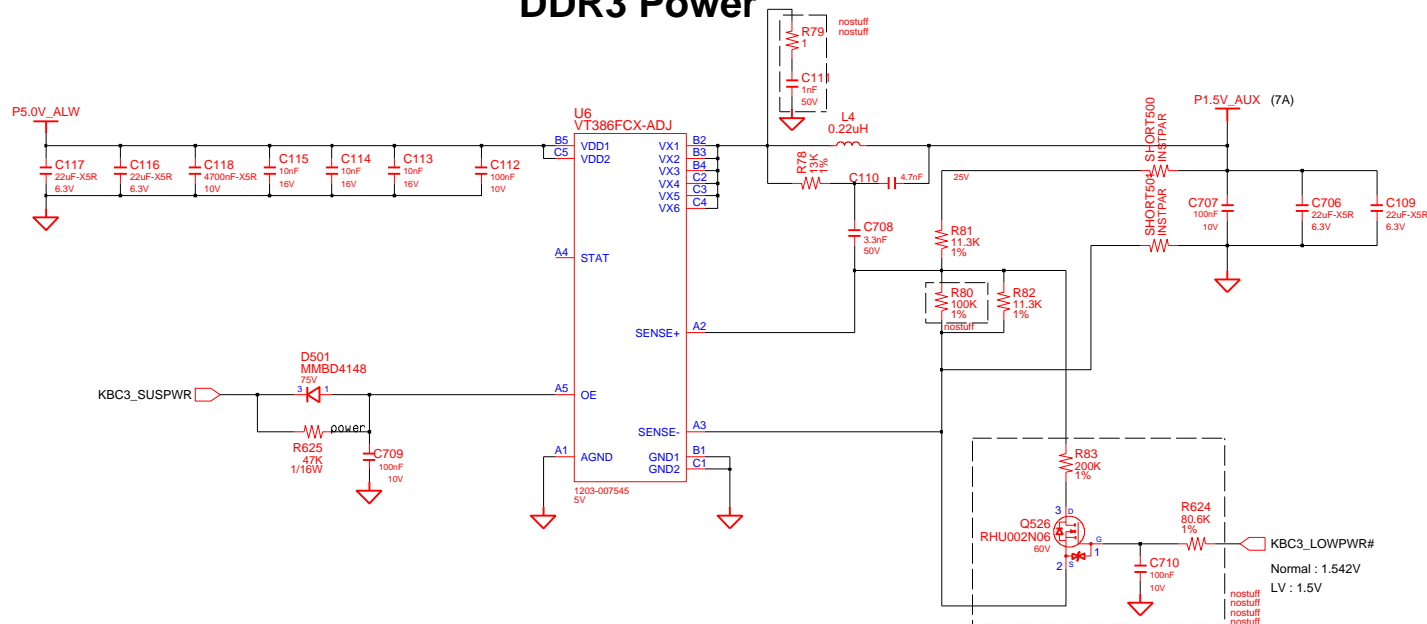 DDR3 Power
nostuff
nostuff
R79
1
C111
1nF
50V
P5.0V_ALW
U6
VT386FCX-ADJ
L4
0.22uH
P1.5V_AUX (7A)
SHORT500
INSTPAR
C117
22uF-X5R
6.3V
C116
22uF-X5R
6.3V
C118
4700nF-X5R
10V
C115
10nF
16V
C114
10nF
16V
C113
10nF
16V
C112
100nF
10V
B5 VDD1
C5 VDD2
VX1 B2
VX2 B3
VX3 B4
VX4 C2
VX5 C3
VX6 C4
R78
13K
1%
C110
4.7nF
25V
SHORT501
INSTPAR
C707
100nF
10V
C706
22uF-X5R
6.3V
C109
22uF-X5R
6.3V
C708
3.3nF
50V
R81
11.3K
1%
A4 STAT
R80
100K
1%
nostuff
R82
11.3K
1%
SENSE+ A2
D501
MMBD4148
75V
3 1
KBC3_SUSPWR
A5 OE
power
R625
47K
1/16W
C709
100nF
10V
SENSE- A3
A1 AGND
GND1 B1
GND2 C1
1203-007545
5V
R83
200K
1%
Q526
RHU002N06
60V
3 D
G
1
2 S
R624
80.6K
1%
C710
100nF
10V
KBC3_LOWPWR#
Normal : 1.542V
LV : 1.5V
nostuff
nostuff
nostuff
nostuff